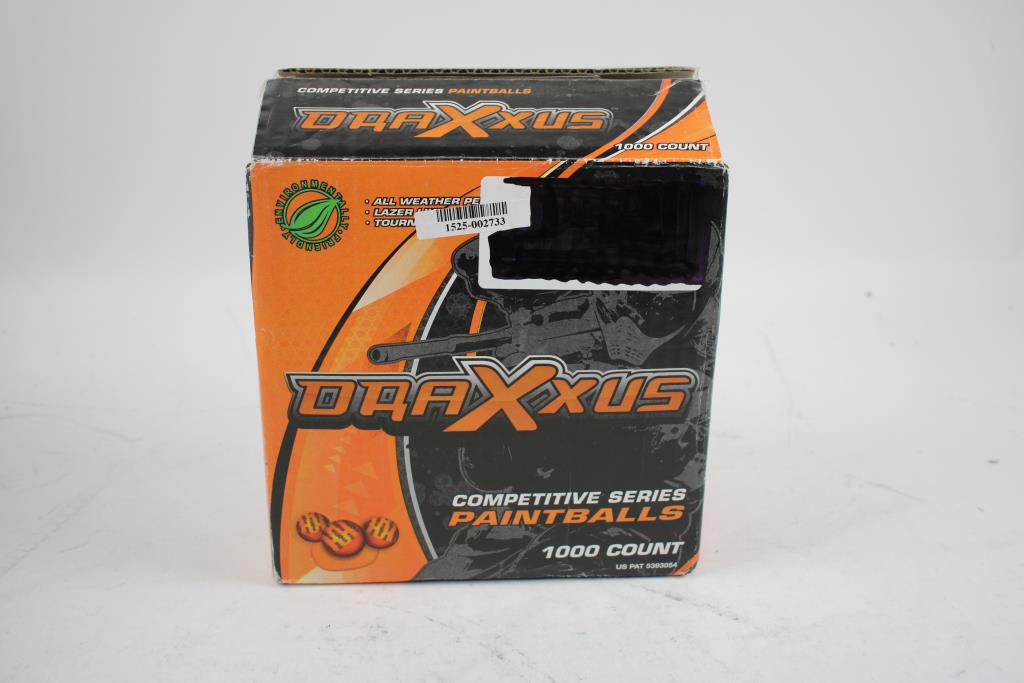 COMPETITIVE SERIES PAINTBALLS
DRAXXUS
1000 COUNT
ENVIRONMENTALLY • FRIENDLY •
• ALL WEATHER
• LAZER
•
1525-002733
DRAXXUS
COMPETITIVE SERIES
PAINTBALLS
1000 COUNT
US PAT 5393054